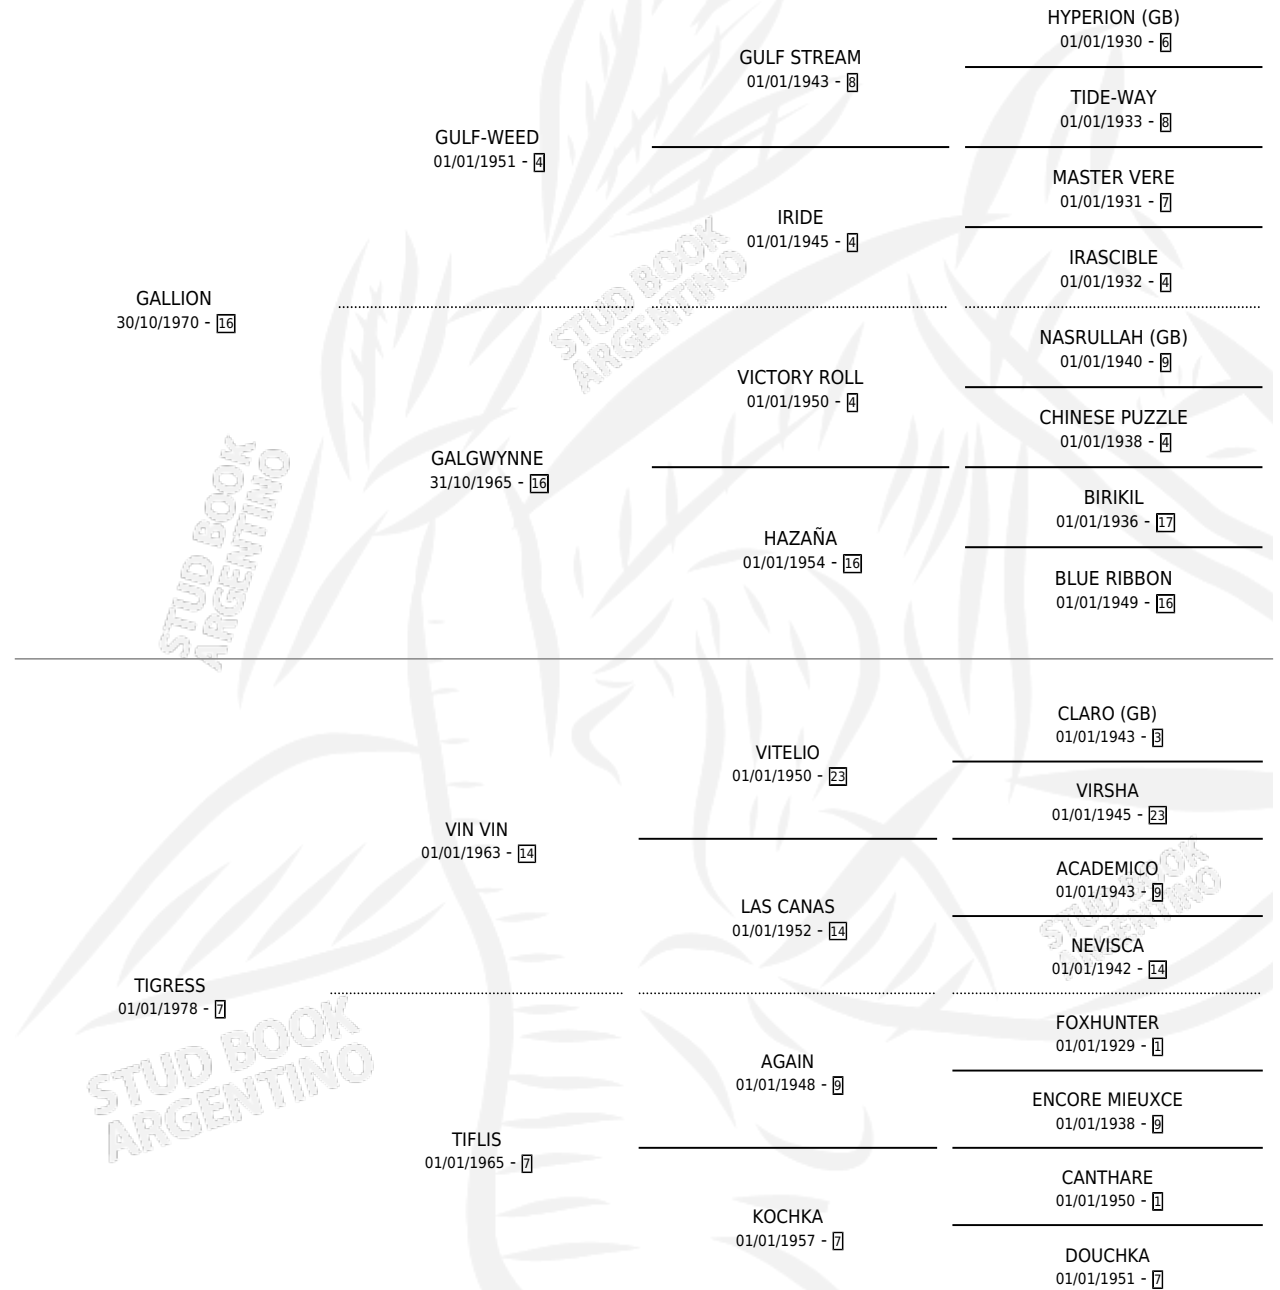 HYPERION (GB)
01/01/1930 - 6
GULF STREAM
01/01/1943 - 8
TIDE-WAY
01/01/1933 - 8
GULF-WEED
01/01/1951 - 4
MASTER VERE
01/01/1931 - 7
IRIDE
01/01/1945 - 4
IRASCIBLE
01/01/1932 - 4
GALLION
30/10/1970 - 16
NASRULLAH (GB)
01/01/1940 - 9
VICTORY ROLL
01/01/1950 - 4
CHINESE PUZZLE
01/01/1938 - 4
GALGWYNNE
31/10/1965 - 16
BIRIKIL
01/01/1936 - 17
HAZAÑA
01/01/1954 - 16
BLUE RIBBON
01/01/1949 - 16
STUD BOOK
ARGENTINO
STUD BOOK
ARGENTINO
CLARO (GB)
01/01/1943 - 3
VITELIO
01/01/1950 - 23
VIRSHA
01/01/1945 - 23
VIN VIN
01/01/1963 - 14
ACADEMICO
01/01/1943 - 9
LAS CANAS
01/01/1952 - 14
NEVISCA
01/01/1942 - 14
TIGRESS
01/01/1978 - 7
FOXHUNTER
01/01/1929 - 1
AGAIN
01/01/1948 - 9
ENCORE MIEUXCE
01/01/1938 - 9
TIFLIS
01/01/1965 - 7
CANTHARE
01/01/1950 - 1
KOCHKA
01/01/1957 - 7
DOUCHKA
01/01/1951 - 7
STUD BOOK
ARGENTINO
STUD BOOK
ARGENTINO